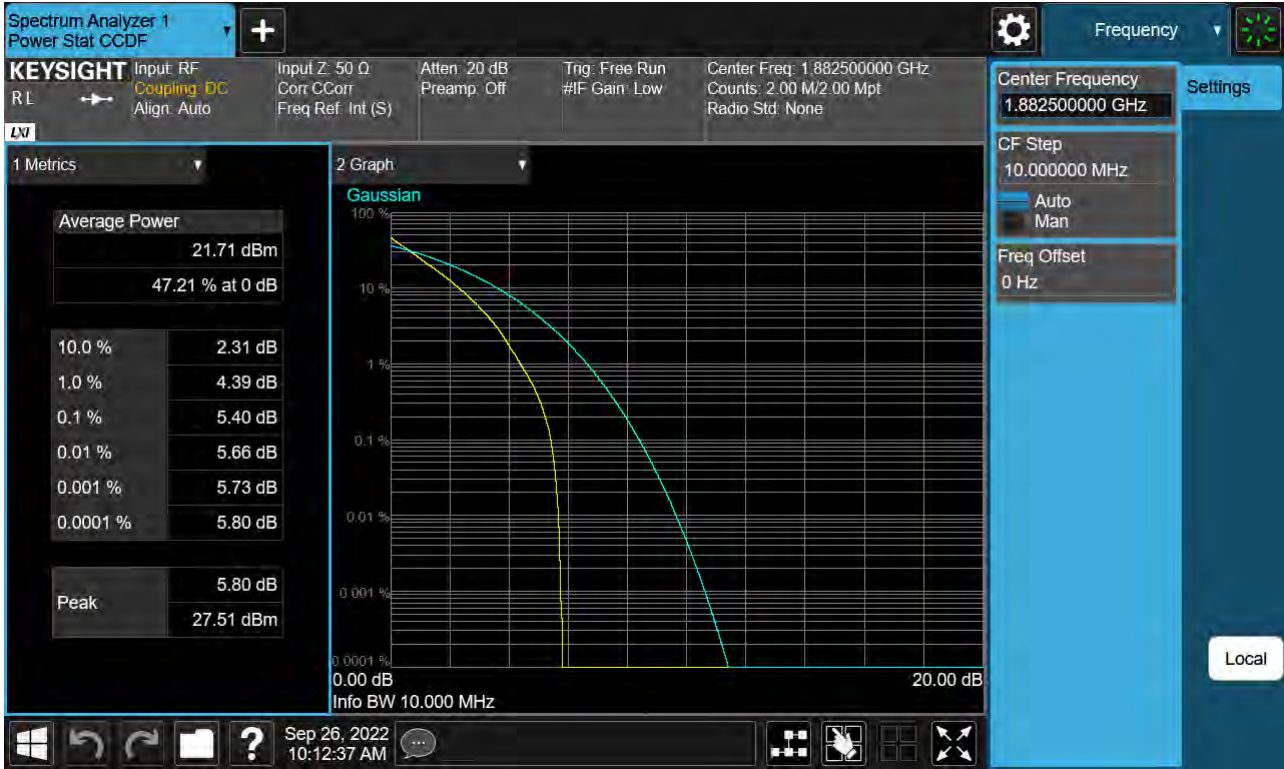 Spectrum Analyzer 1
Power Stat CCDF
+
Frequency
KEYSIGHT
R L
LXI
Input: RF
Coupling: DC
Align: Auto
Input Z: 50 Ω
Corr CCorr
Freq Ref: Int (S)
Atten: 20 dB
Preamp: Off
Trig: Free Run
#IF Gain: Low
Center Freq: 1.882500000 GHz
Counts: 2.00 M/2.00 Mpt
Radio Std: None
Center Frequency
1.882500000 GHz
Settings
CF Step
10.000000 MHz
Auto
Man
Freq Offset
0 Hz
Local
1 Metrics
Average Power
21.71 dBm
47.21 % at 0 dB
10.0 % 2.31 dB
1.0 % 4.39 dB
0.1 % 5.40 dB
0.01 % 5.66 dB
0.001 % 5.73 dB
0.0001 % 5.80 dB
Peak
5.80 dB
27.51 dBm
2 Graph
Gaussian
100 %
10 %
1 %
0.1 %
0.01 %
0.001 %
0.0001 %
0.00 dB 20.00 dB
Info BW 10.000 MHz
?
Sep 26, 2022
10:12:37 AM